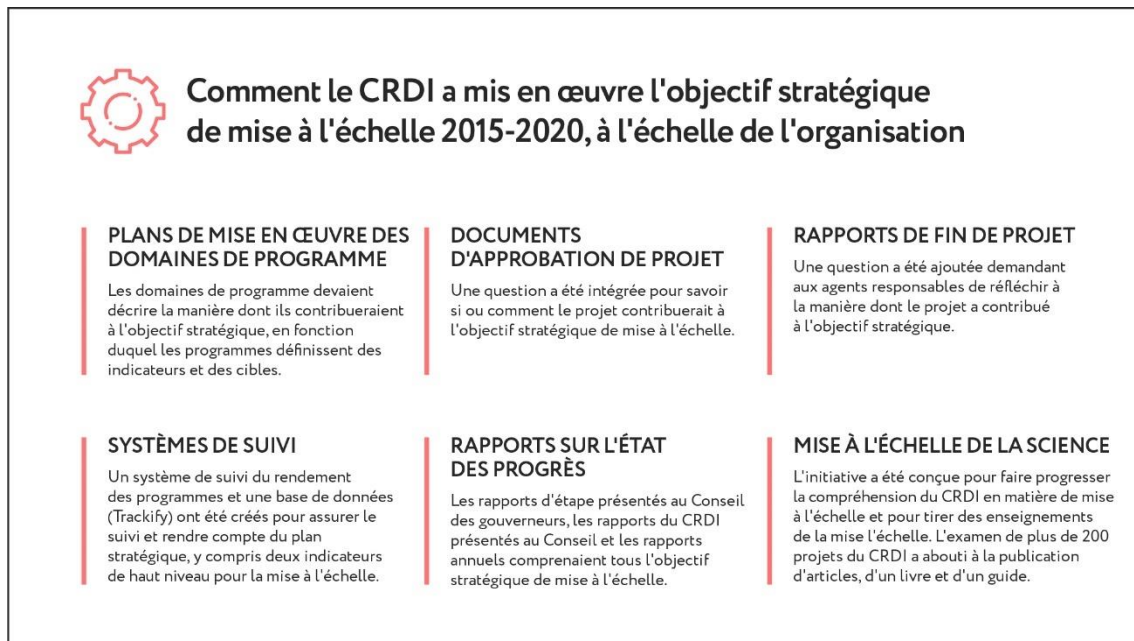 Comment le CRDI a mis en œuvre l'objectif stratégique
de mise à l'échelle 2015-2020, à l'échelle de l'organisation
PLANS DE MISE EN ŒUVRE DES
DOMAINES DE PROGRAMME
Les domaines de programme devaient
décrire la manière dont ils contribueraient
à l'objectif stratégique, en fonction
duquel les programmes définissent des
indicateurs et des cibles.
DOCUMENTS
D'APPROBATION DE PROJET
Une question a été intégrée pour savoir
si ou comment le projet contribuerait à
l'objectif stratégique de mise à l'échelle.
RAPPORTS DE FIN DE PROJET
Une question a été ajoutée demandant
aux agents responsables de réfléchir à
la manière dont le projet a contribué
à l'objectif stratégique.
SYSTÈMES DE SUIVI
Un système de suivi du rendement
des programmes et une base de données
(Trackify) ont été créés pour assurer le
suivi et rendre compte du plan
stratégique, y compris deux indicateurs
de haut niveau pour la mise à l'échelle.
RAPPORTS SUR L'ÉTAT
DES PROGRÈS
Les rapports d'étape présentés au Conseil
des gouverneurs, les rapports du CRDI
présentés au Conseil et les rapports
annuels comprenaient tous l'objectif
stratégique de mise à l'échelle.
MISE À L'ÉCHELLE DE LA SCIENCE
L'initiative a été conçue pour faire progresser
la compréhension du CRDI en matière de mise
à l'échelle et pour tirer des enseignements
de la mise l'échelle. L'examen de plus de 200
projets du CRDI a abouti à la publication
d'articles, d'un livre et d'un guide.